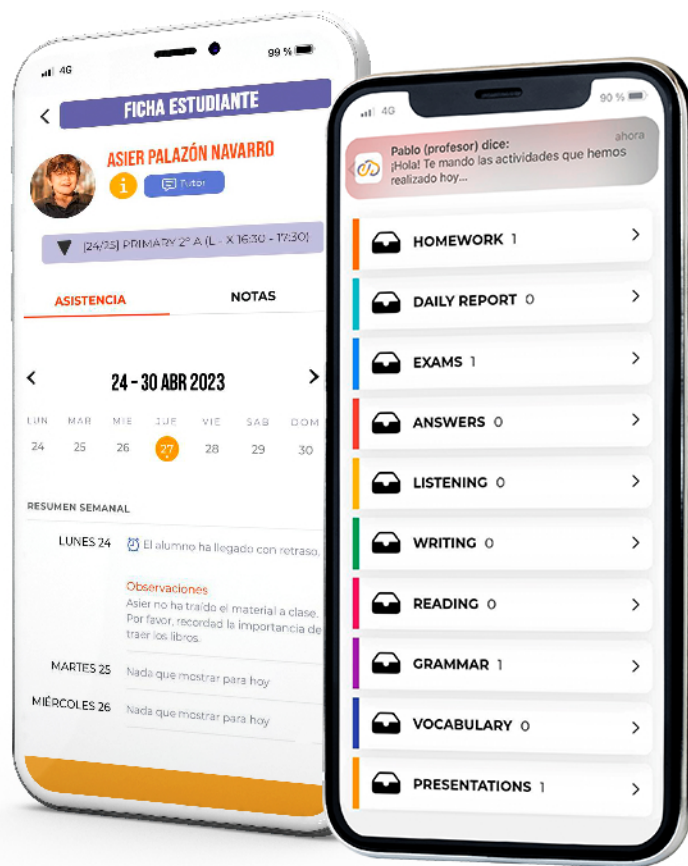 4G
99 %
FICHA ESTUDIANTE
ASIER PALAZÓN NAVARRO
i
Tutor
[24/25] PRIMARY 2º A (L - X 16:30 - 17:30)
ASISTENCIA NOTAS
24 – 30 ABR 2023
LUN MAR MIE JUE VIE SAB DOM
24 25 26 27 28 29 30
RESUMEN SEMANAL
LUNES 24 El alumno ha llegado con retraso.
Observaciones
Asier no ha traído el material a clase.
Por favor, recordad la importancia de
traer los libros.
MARTES 25 Nada que mostrar para hoy
MIÉRCOLES 26 Nada que mostrar para hoy
4G
90 %
Pablo (profesor) dice: ahora
¡Hola! Te mando las actividades que hemos
realizado hoy...
HOMEWORK 1
DAILY REPORT 0
EXAMS 1
ANSWERS 0
LISTENING 0
WRITING 0
READING 0
GRAMMAR 1
VOCABULARY 0
PRESENTATIONS 1